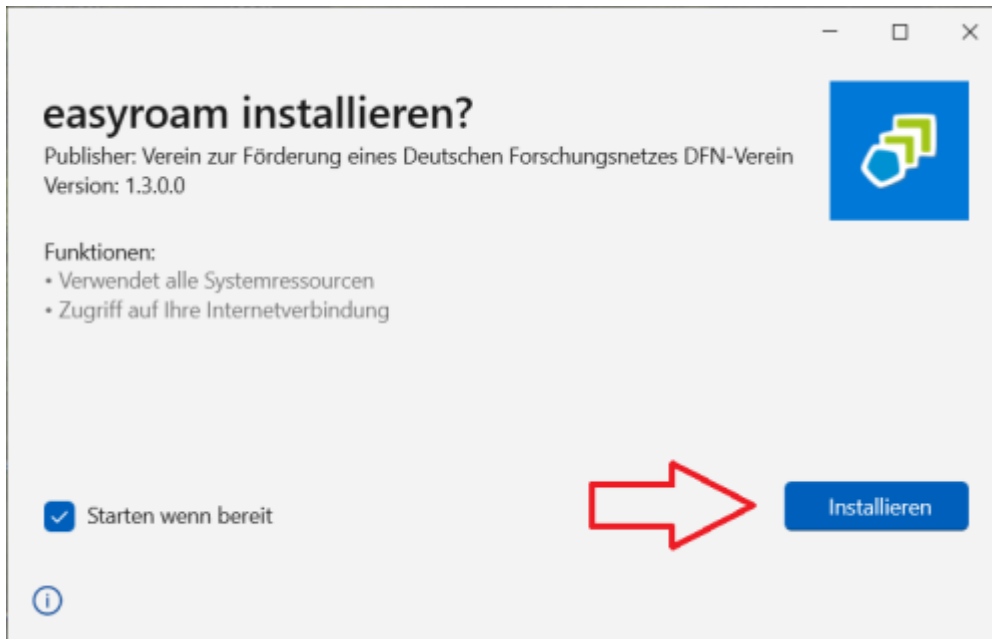 easyroam installieren?
Publisher: Verein zur Förderung eines Deutschen Forschungsnetzes DFN-Verein
Version: 1.3.0.0
Funktionen:
• Verwendet alle Systemressourcen
• Zugriff auf Ihre Internetverbindung
Starten wenn bereit
Installieren